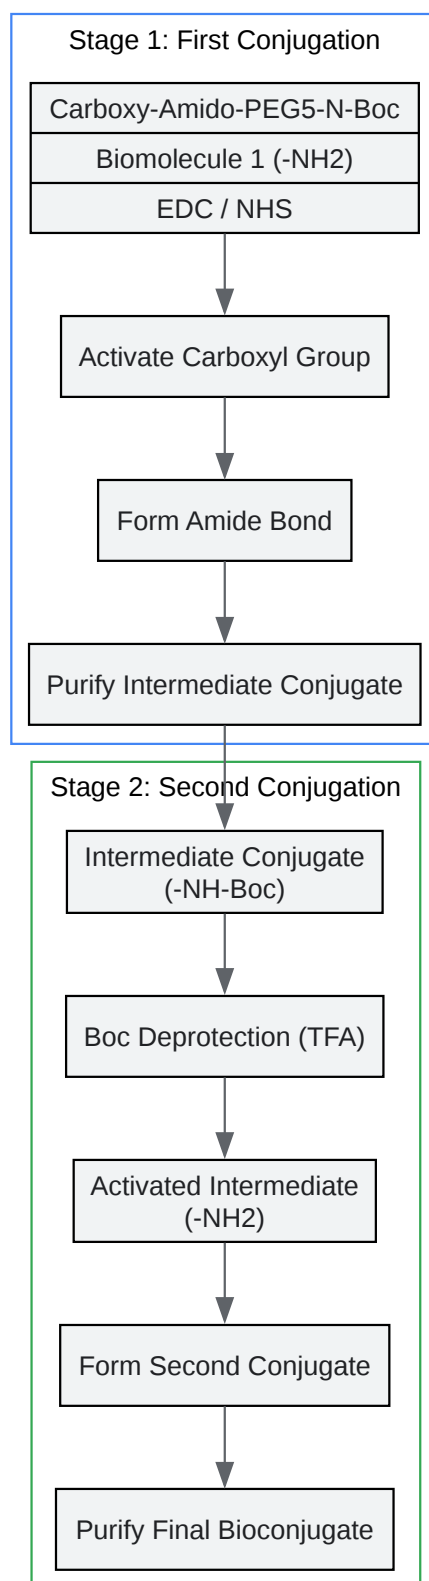 Stage 1: First Conjugation
Carboxy-Amido-PEG5-N-Boc
Biomolecule 1 (-NH2)
EDC / NHS
Activate Carboxyl Group
Form Amide Bond
Purify Intermediate Conjugate
Stage 2: Second Conjugation
Intermediate Conjugate
(-NH-Boc)
Boc Deprotection (TFA)
Activated Intermediate
(-NH2)
Form Second Conjugate
Purify Final Bioconjugate